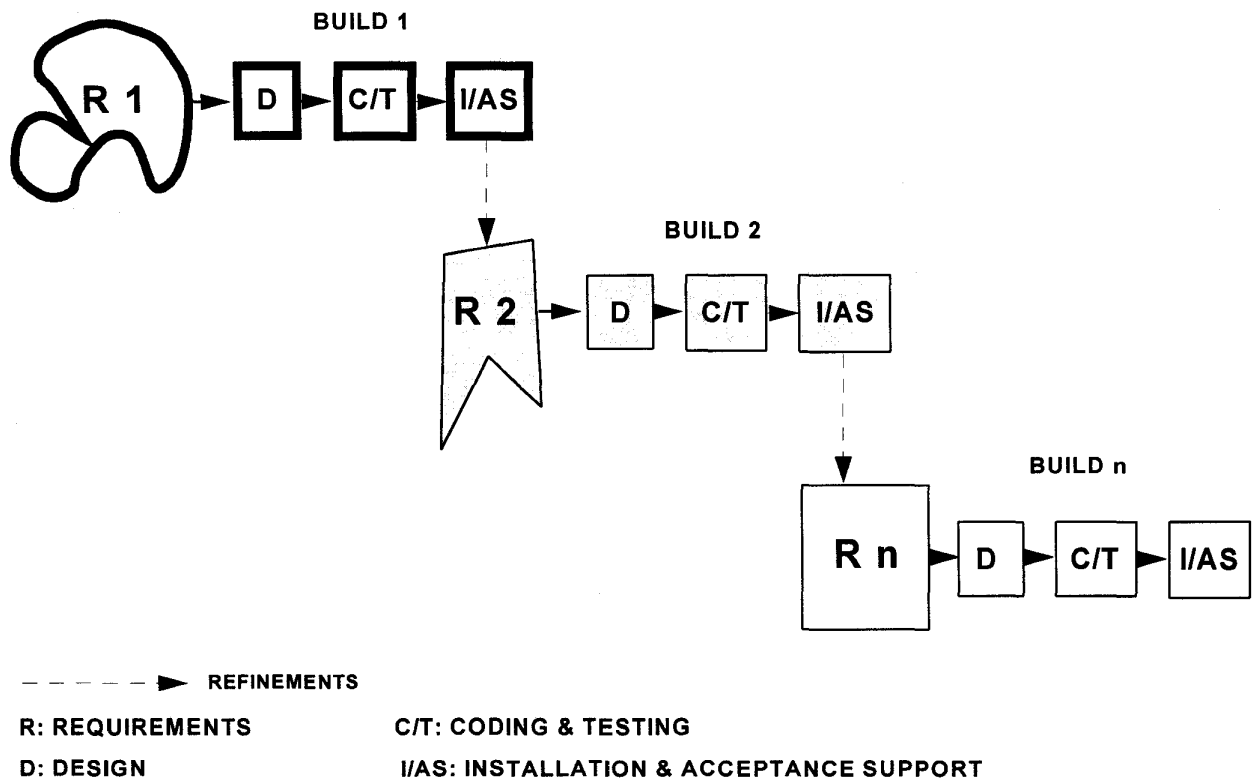 BUILD 1
R 1
D
C/T
I/AS
BUILD 2
R 2
D
C/T
I/AS
BUILD n
R n
D
C/T
I/AS
REFINEMENTS
R: REQUIREMENTS C/T: CODING & TESTING
D: DESIGN I/AS: INSTALLATION & ACCEPTANCE SUPPORT